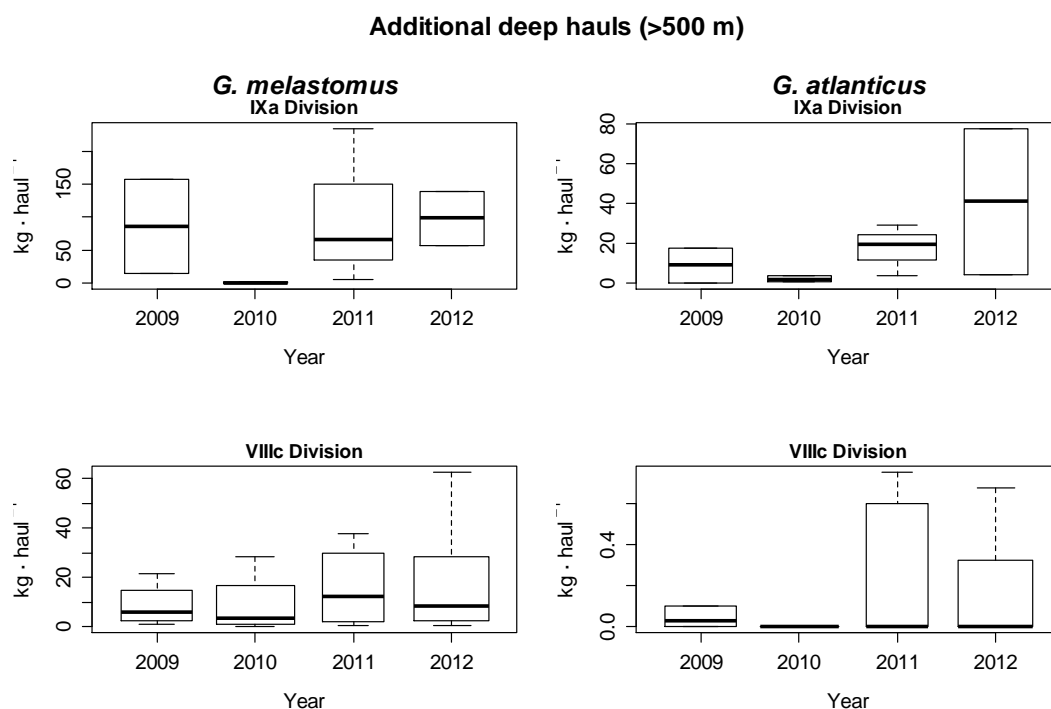 Additional deep hauls (>500 m)
G. melastomus
IXa Division
kg · haul⁻
150
50
0
2009 2010 2011 2012
Year
G. atlanticus
IXa Division
kg · haul⁻
80
60
40
20
0
2009 2010 2011 2012
Year
VIIIc Division
kg · haul⁻
60
40
20
0
2009 2010 2011 2012
Year
VIIIc Division
kg · haul⁻
0.4
0.0
2009 2010 2011 2012
Year